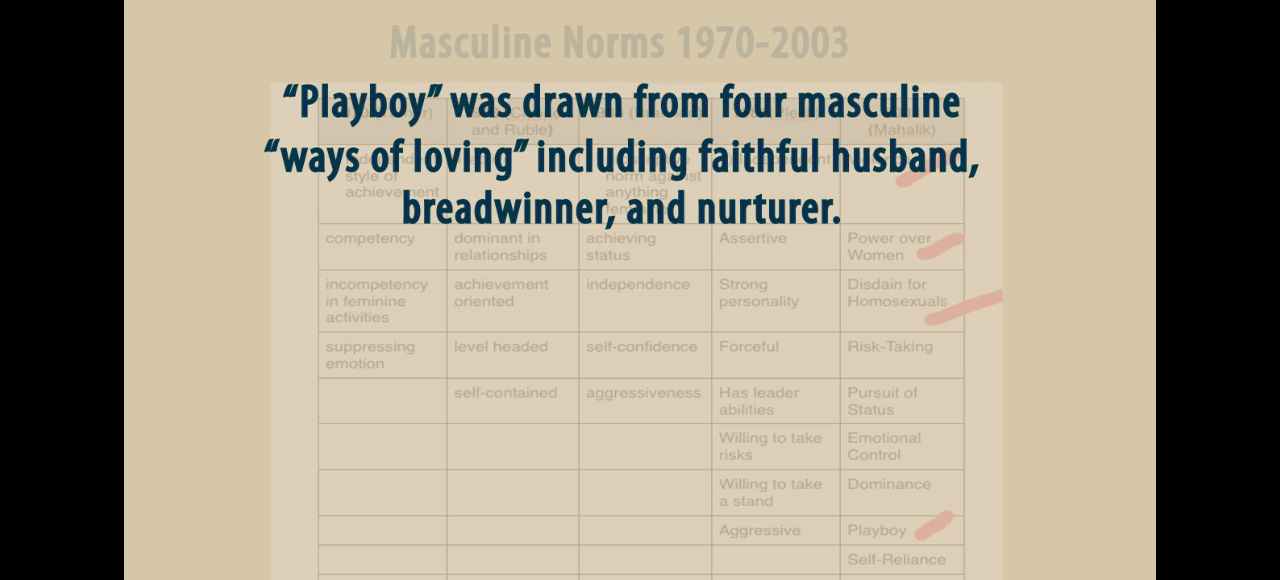 Masculine Norms 1970-2003
“Playboy” was drawn from four masculine
“ways of loving” including faithful husband,
breadwinner, and nurturer.
and Ruble)
(Mahalik)
style of
achievement
norm against
anything
competency
dominant in
relationships
achieving
status
Assertive
Power over
Women
incompetency
in feminine
activities
achievement
oriented
independence
Strong
personality
Disdain for
Homosexuals
suppressing
emotion
level headed
self-confidence
Forceful
Risk-Taking
self-contained
aggressiveness
Has leader
abilities
Pursuit of
Status
Willing to take
risks
Emotional
Control
Willing to take
a stand
Dominance
Aggressive
Playboy
Self-Reliance